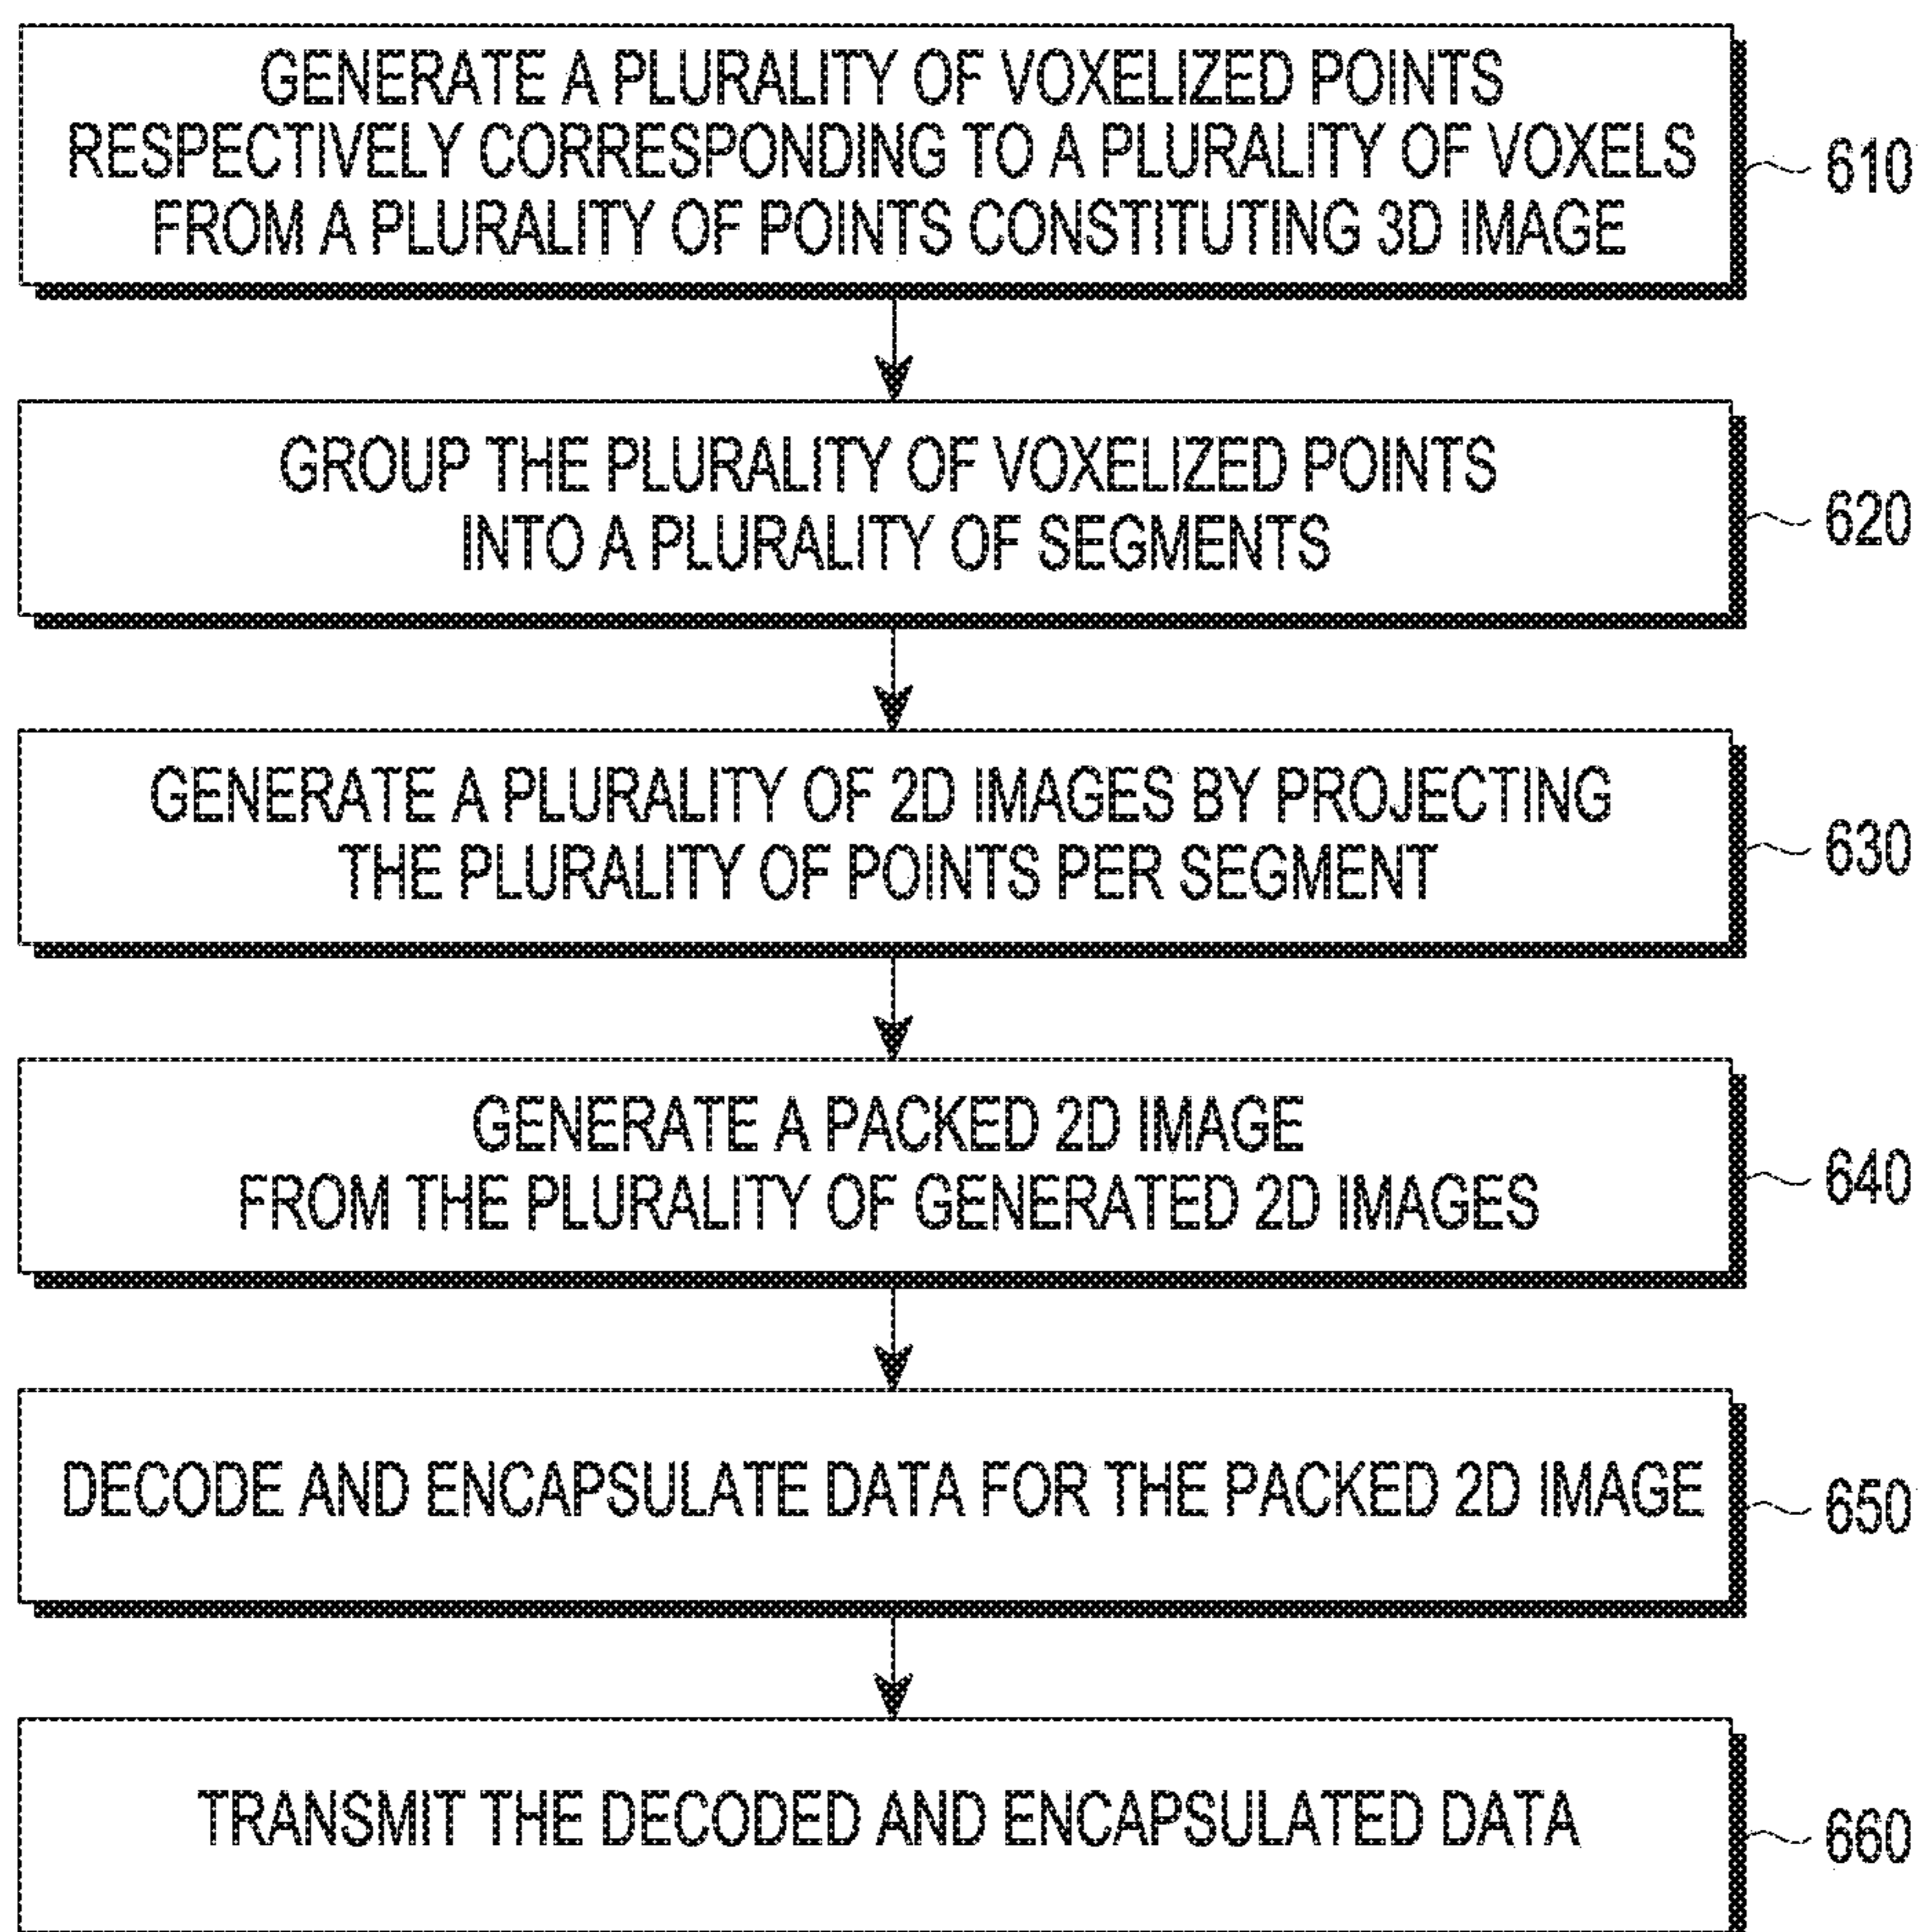 GENERATE A PLURALITY OF VOXELIZED POINTS
RESPECTIVELY CORRESPONDING TO A PLURALITY OF VOXELS
FROM A PLURALITY OF POINTS CONSTITUTING 3D IMAGE
610
GROUP THE PLURALITY OF VOXELIZED POINTS
INTO A PLURALITY OF SEGMENTS
620
GENERATE A PLURALITY OF 2D IMAGES BY PROJECTING
THE PLURALITY OF POINTS PER SEGMENT
630
GENERATE A PACKED 2D IMAGE
FROM THE PLURALITY OF GENERATED 2D IMAGES
640
DECODE AND ENCAPSULATE DATA FOR THE PACKED 2D IMAGE
650
TRANSMIT THE DECODED AND ENCAPSULATED DATA
660